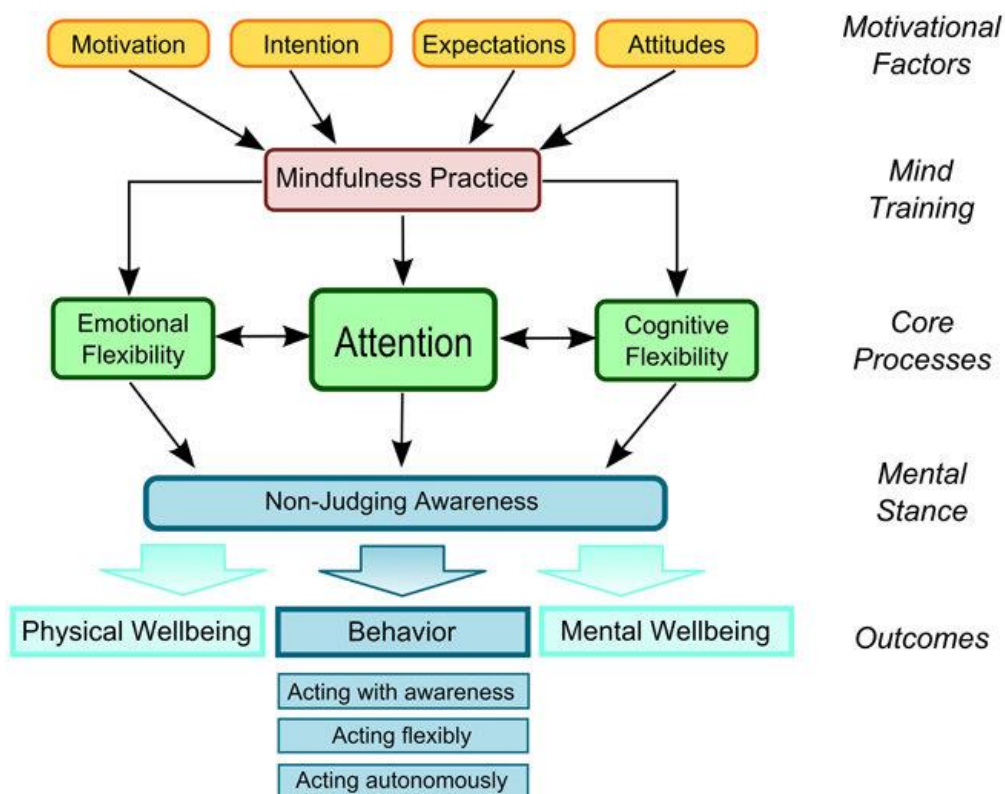 Motivation
Intention
Expectations
Attitudes
Motivational
Factors
Mindfulness Practice
Mind
Training
Emotional
Flexibility
Attention
Cognitive
Flexibility
Core
Processes
Non-Judging Awareness
Mental
Stance
Physical Wellbeing
Behavior
Mental Wellbeing
Outcomes
Acting with awareness
Acting flexibly
Acting autonomously